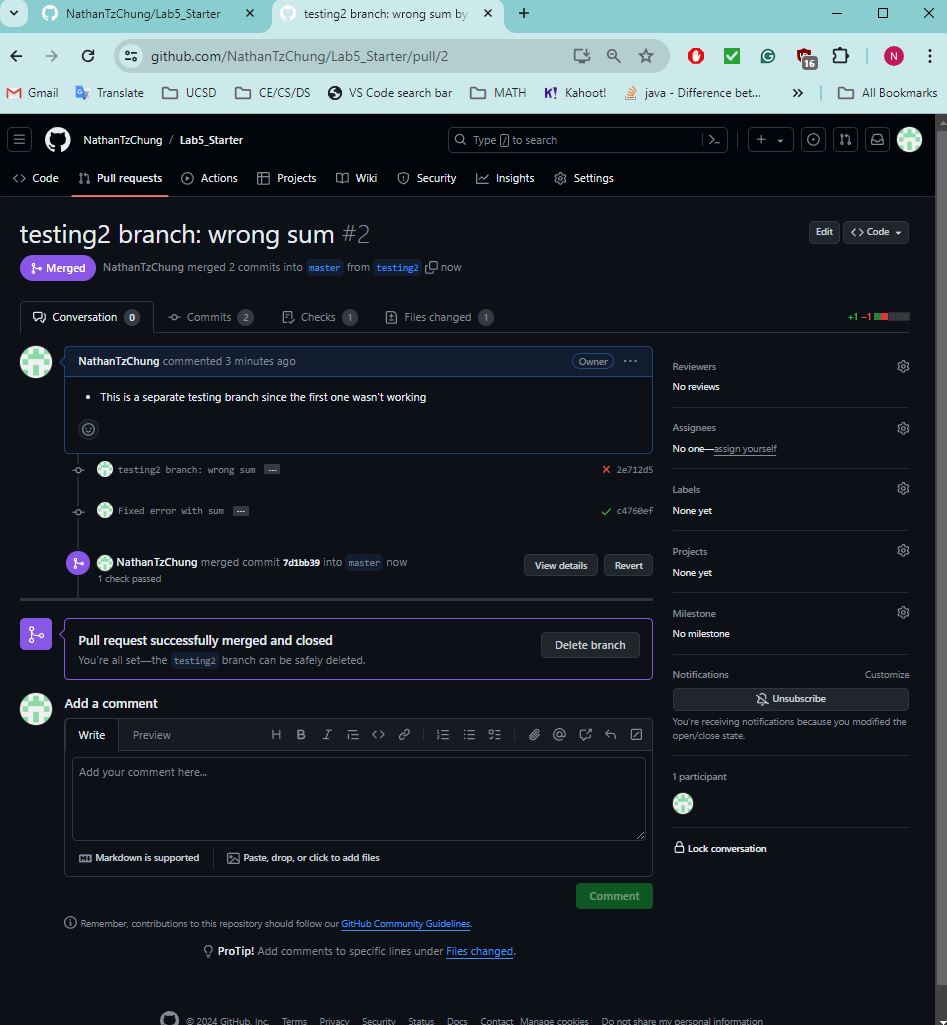 NathanTzChung/Lab5_Starter
testing2 branch: wrong sum by
github.com/NathanTzChung/Lab5_Starter/pull/2
16
N
Gmail
Translate
UCSD
CE/CS/DS
VS Code search bar
MATH
K!
Kahoot!
java - Difference bet...
»
All Bookmarks
NathanTzChung / Lab5_Starter
Type / to search
Code
Pull requests
Actions
Projects
Wiki
Security
Insights
Settings
testing2 branch: wrong sum #2
Edit
Code
Merged
NathanTzChung merged 2 commits into master from testing2 now
Conversation 0
Commits 2
Checks 1
Files changed 1
+1 −1
NathanTzChung commented 3 minutes ago
Owner
...
• This is a separate testing branch since the first one wasn't working
testing2 branch: wrong sum ...
2e712d5
Fixed error with sum ...
c4760ef
NathanTzChung merged commit 7d1bb39 into master now
1 check passed
View details
Revert
Pull request successfully merged and closed
You're all set—the testing2 branch can be safely deleted.
Delete branch
Add a comment
Write
Preview
H B I
Add your comment here...
Markdown is supported
Paste, drop, or click to add files
Comment
Remember, contributions to this repository should follow our GitHub Community Guidelines.
ProTip! Add comments to specific lines under Files changed.
Reviewers
No reviews
Assignees
No one—assign yourself
Labels
None yet
Projects
None yet
Milestone
No milestone
Notifications
Customize
Unsubscribe
You're receiving notifications because you modified the
open/close state.
1 participant
Lock conversation
© 2024 GitHub, Inc.
Terms
Privacy
Security
Status
Docs
Contact
Manage cookies
Do not share my personal information